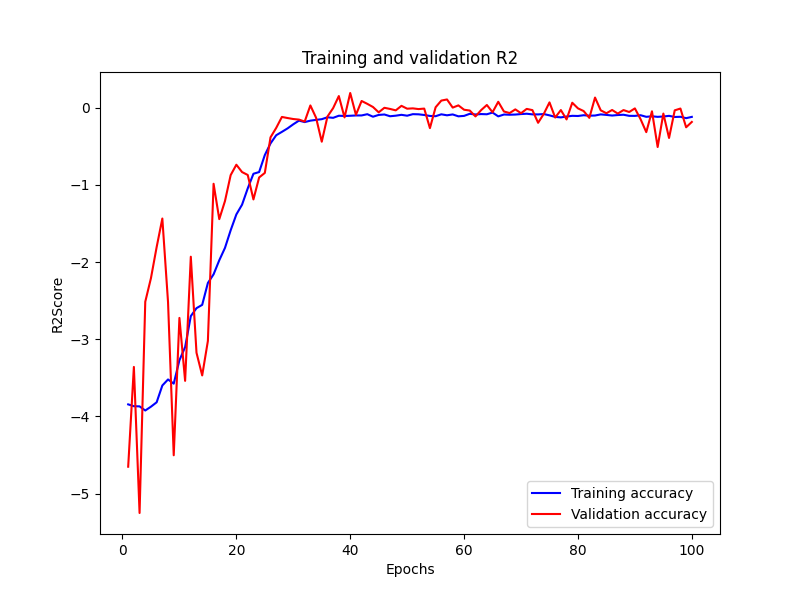 Training and validation R2
R2Score
0
−1
−2
−3
−4
−5
0
20
40
60
80
100
Epochs
Training accuracy
Validation accuracy